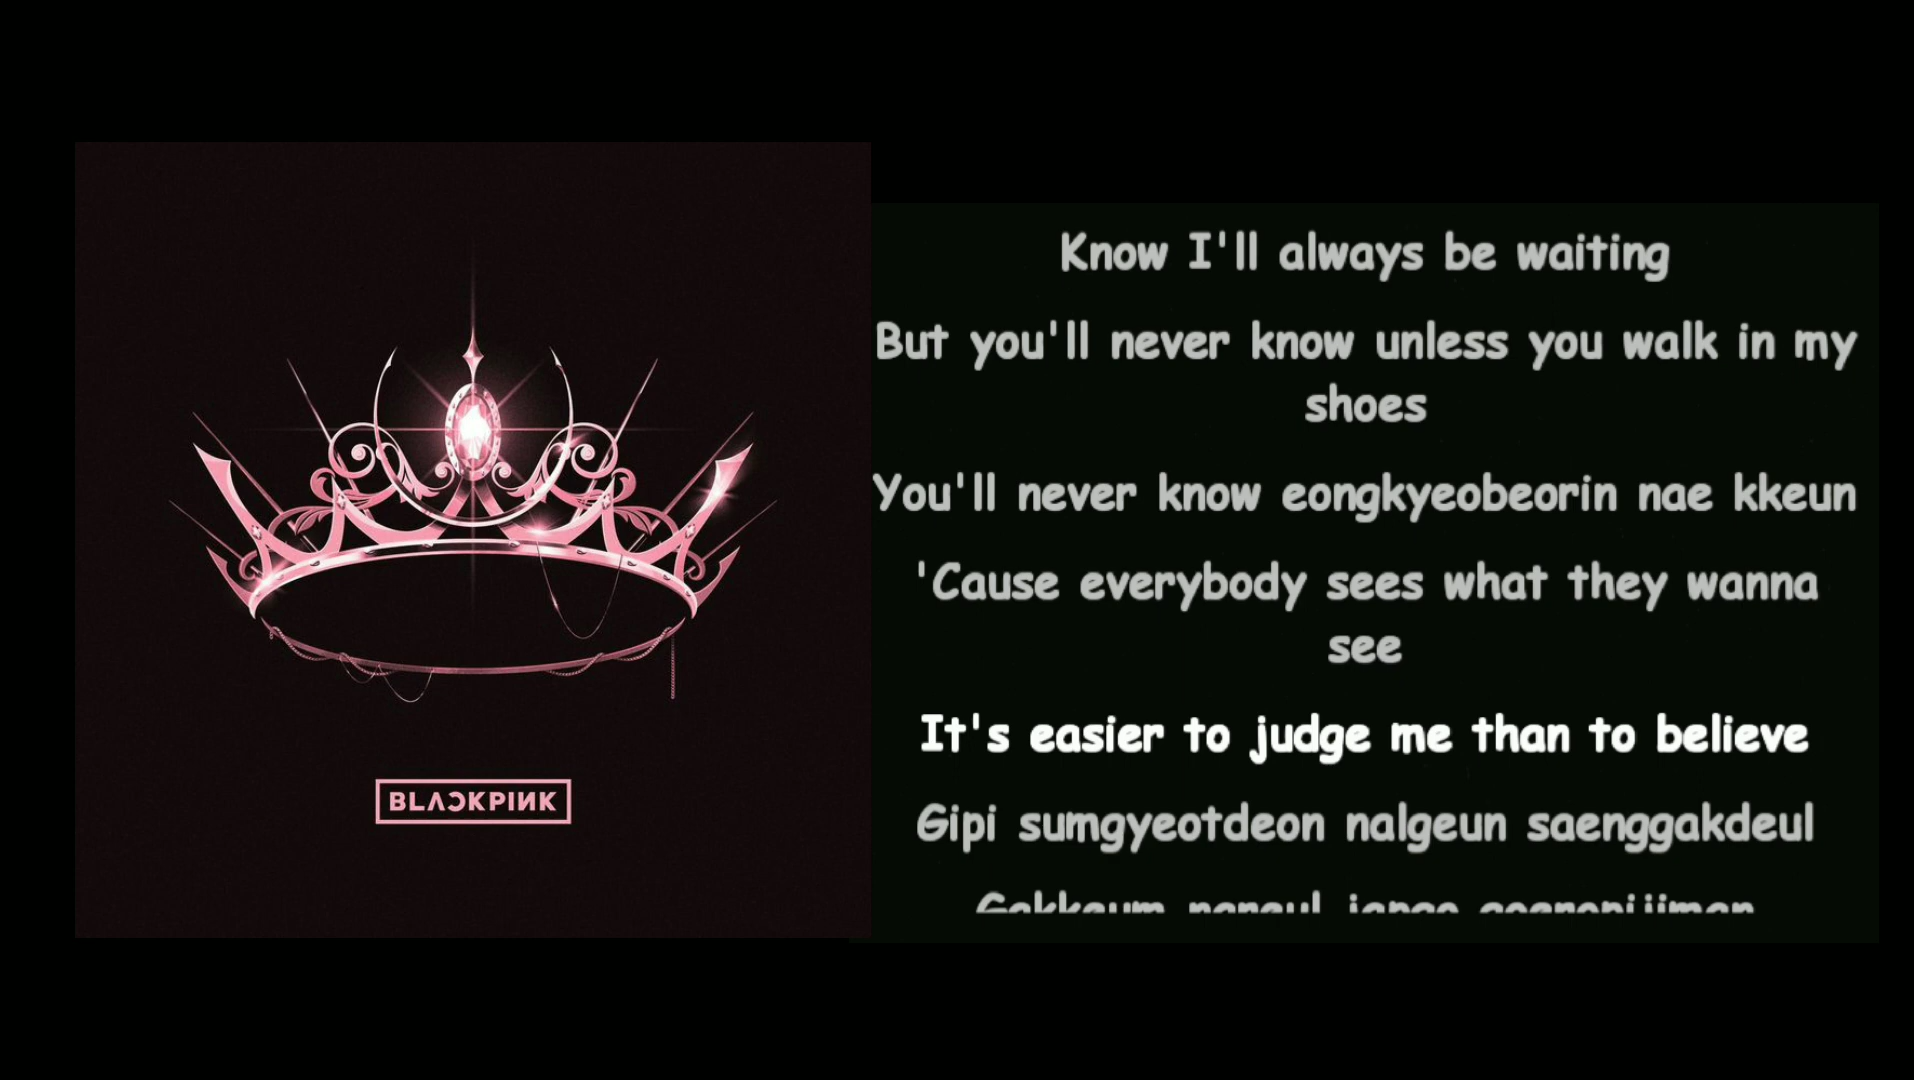 Know I'll always be waiting
But you'll never know unless you walk in my
shoes
You'll never know eongkyeobeorin nae kkeun
'Cause everybody sees what they wanna
see
It's easier to judge me than to believe
Gipi sumgyeotdeon nalgeun saenggakdeul
BLACKPINK